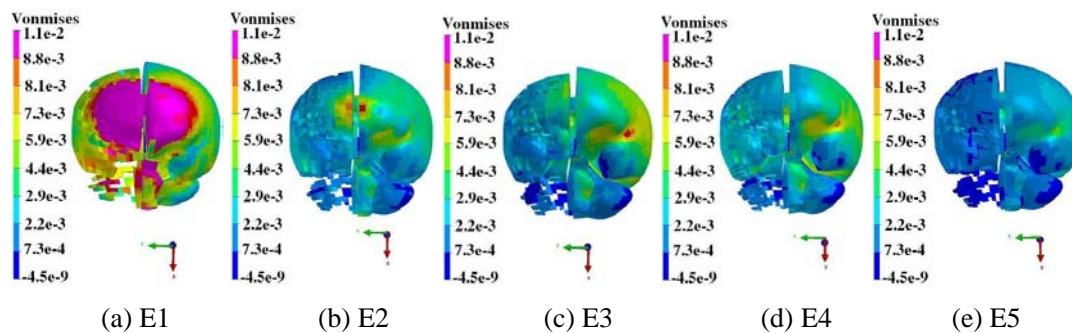 Vonmises
1.1e-2
8.8e-3
8.1e-3
7.3e-3
5.9e-3
4.4e-3
2.9e-3
2.2e-3
7.3e-4
-4.5e-9
(a) E1
Vonmises
1.1e-2
8.8e-3
8.1e-3
7.3e-3
5.9e-3
4.4e-3
2.9e-3
2.2e-3
7.3e-4
-4.5e-9
(b) E2
Vonmises
1.1e-2
8.8e-3
8.1e-3
7.3e-3
5.9e-3
4.4e-3
2.9e-3
2.2e-3
7.3e-4
-4.5e-9
(c) E3
Vonmises
1.1e-2
8.8e-3
8.1e-3
7.3e-3
5.9e-3
4.4e-3
2.9e-3
2.2e-3
7.3e-4
-4.5e-9
(d) E4
Vonmises
1.1e-2
8.8e-3
8.1e-3
7.3e-3
5.9e-3
4.4e-3
2.9e-3
2.2e-3
7.3e-4
-4.5e-9
(e) E5